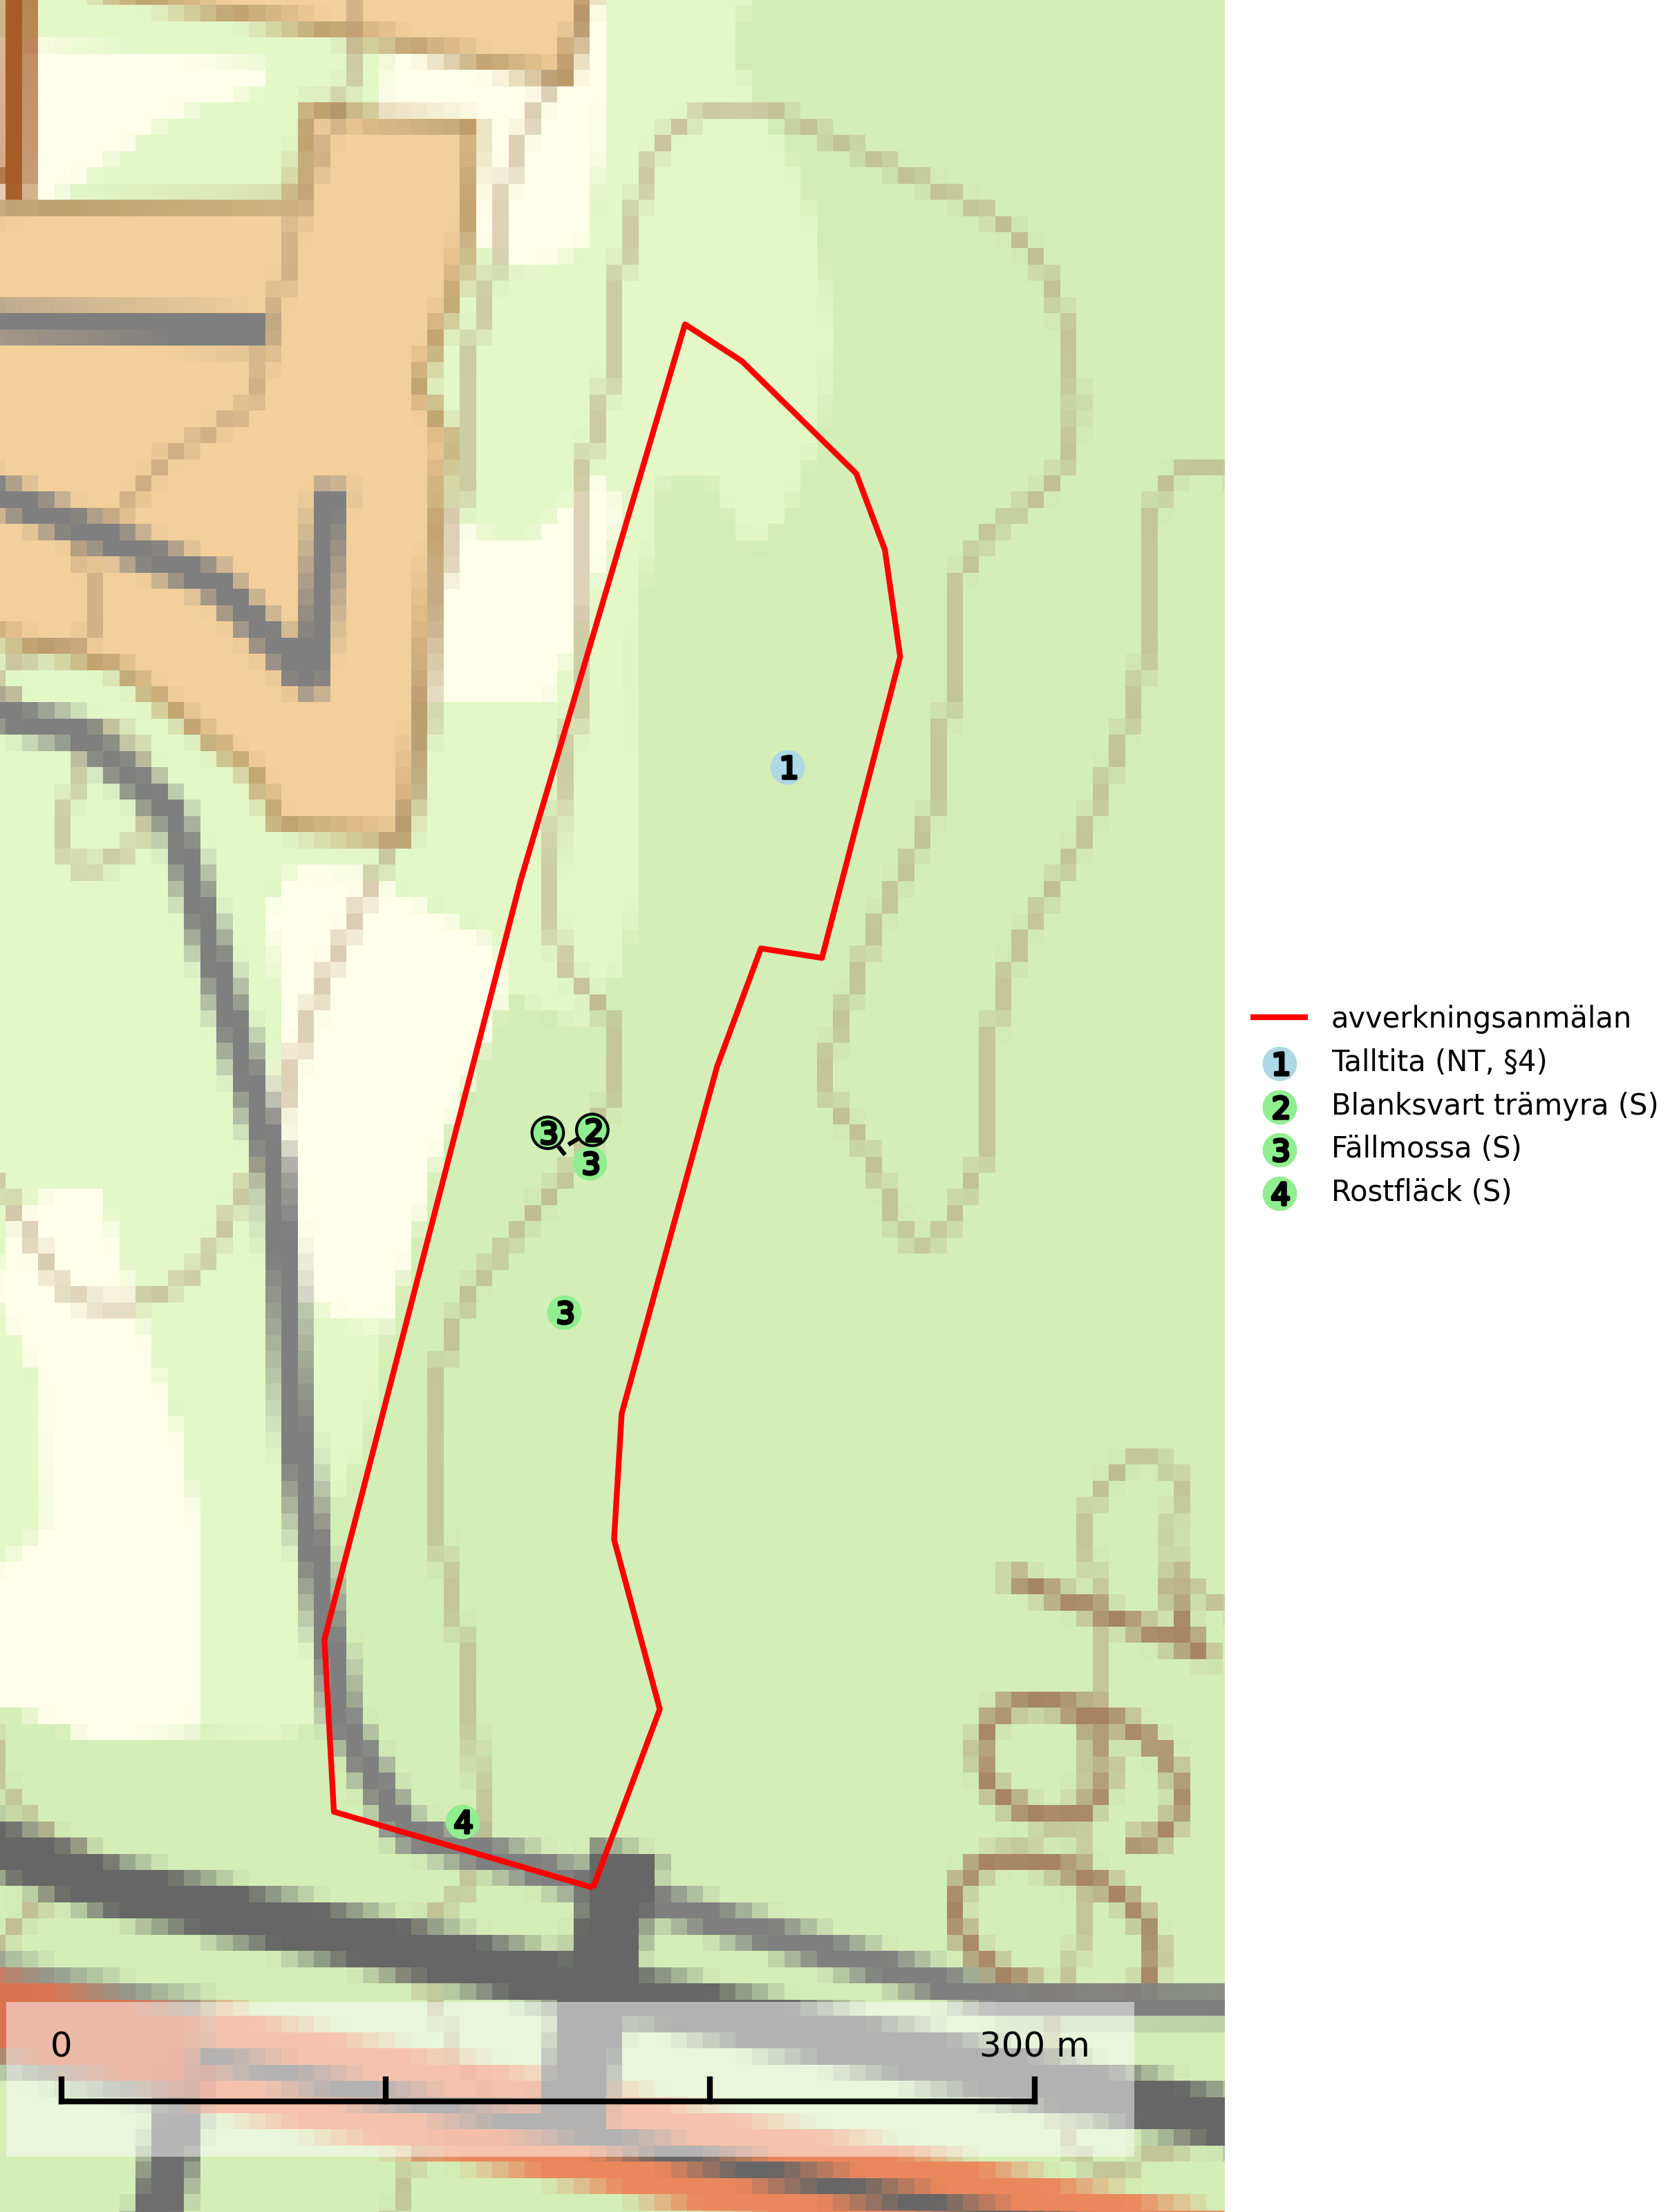 1
3 2
3
3
4
0 300 m
avverkningsanmälan
1 Talltita (NT, §4)
2 Blanksvart trämyra (S)
3 Fällmossa (S)
4 Rostfläck (S)